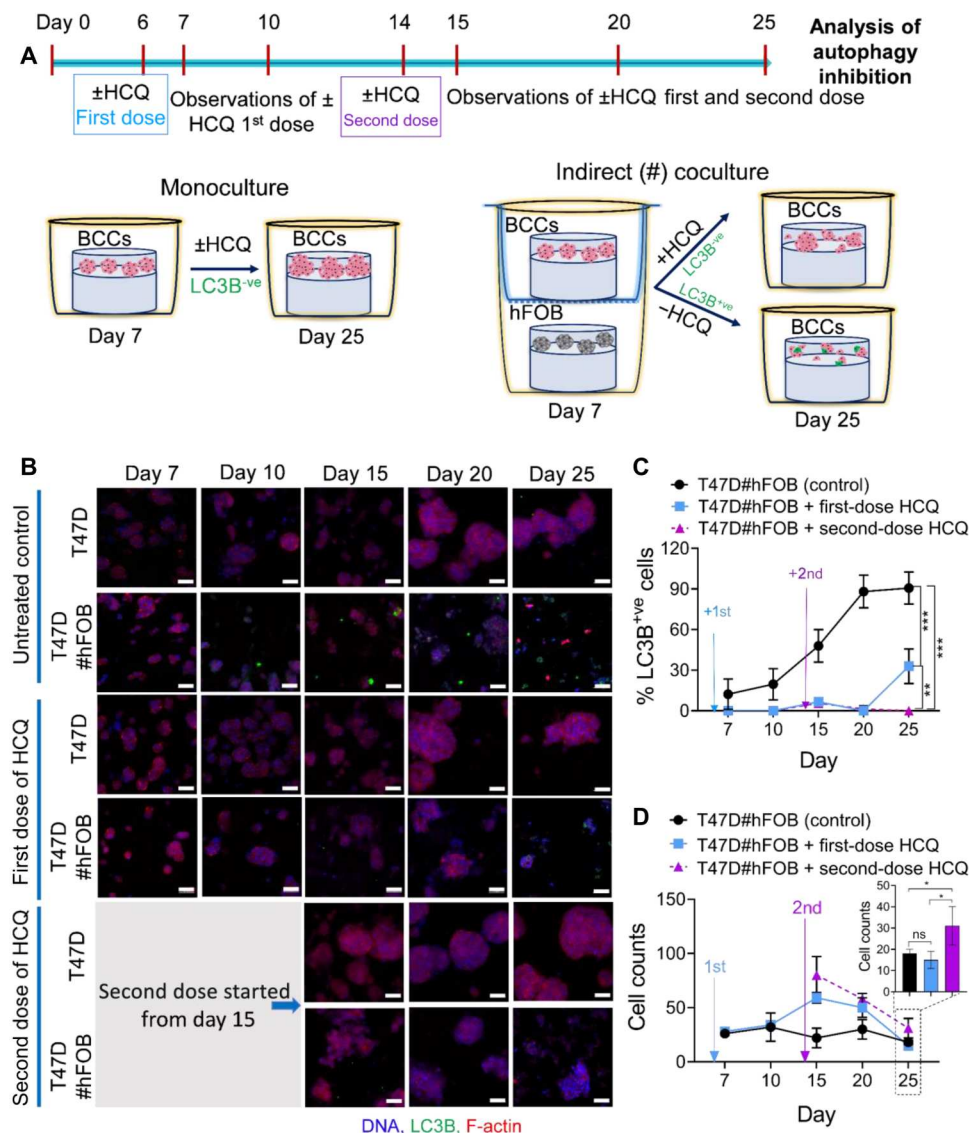 Day 0 6 7 10 14 15 20 25
A
Analysis of
autophagy
inhibition
±HCQ
First dose
Observations of ±
HCQ 1st dose
±HCQ
Second dose
Observations of ±HCQ first and second dose
Monoculture
BCCs
Day 7
±HCQ
LC3B-ve
BCCs
Day 25
Indirect (#) coculture
BCCs
hFOB
Day 7
+HCQ
LC3B-ve
LC3B+ve
−HCQ
BCCs
BCCs
Day 25
B
Day 7 Day 10 Day 15 Day 20 Day 25
Untreated control
T47D
T47D
#hFOB
First dose of HCQ
T47D
T47D
#hFOB
Second dose of HCQ
T47D
T47D
#hFOB
Second dose started
from day 15
DNA, LC3B, F-actin
C
T47D#hFOB (control)
T47D#hFOB + first-dose HCQ
T47D#hFOB + second-dose HCQ
% LC3B+ve cells
120
90
60
30
0
+1st
+2nd
***
***
**
7 10 15 20 25
Day
D
T47D#hFOB (control)
T47D#hFOB + first-dose HCQ
T47D#hFOB + second-dose HCQ
Cell counts
150
100
50
0
1st
2nd
Cell counts
50
40
30
20
10
0
ns
*
*
7 10 15 20 25
Day